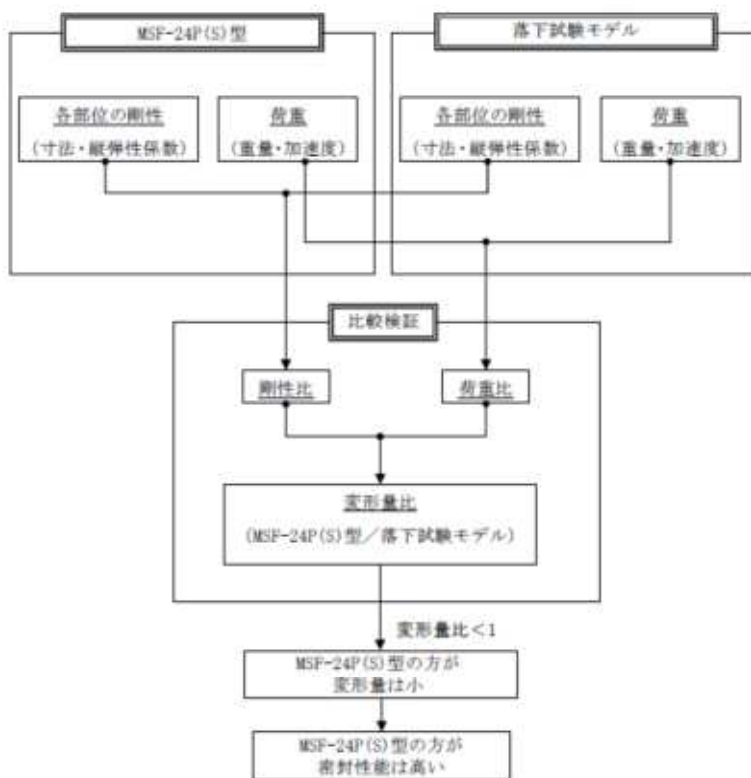 MSF-24P(S)型
落下試験モデル
各部位の剛性
(寸法・縦弾性係数)
荷重
(重量・加速度)
各部位の剛性
(寸法・縦弾性係数)
荷重
(重量・加速度)
比較検証
剛性比
荷重比
変形量比
(MSF-24P(S)型/落下試験モデル)
変形量比<1
MSF-24P(S)型の方が
変形量は小
MSF-24P(S)型の方が
密封性能は高い